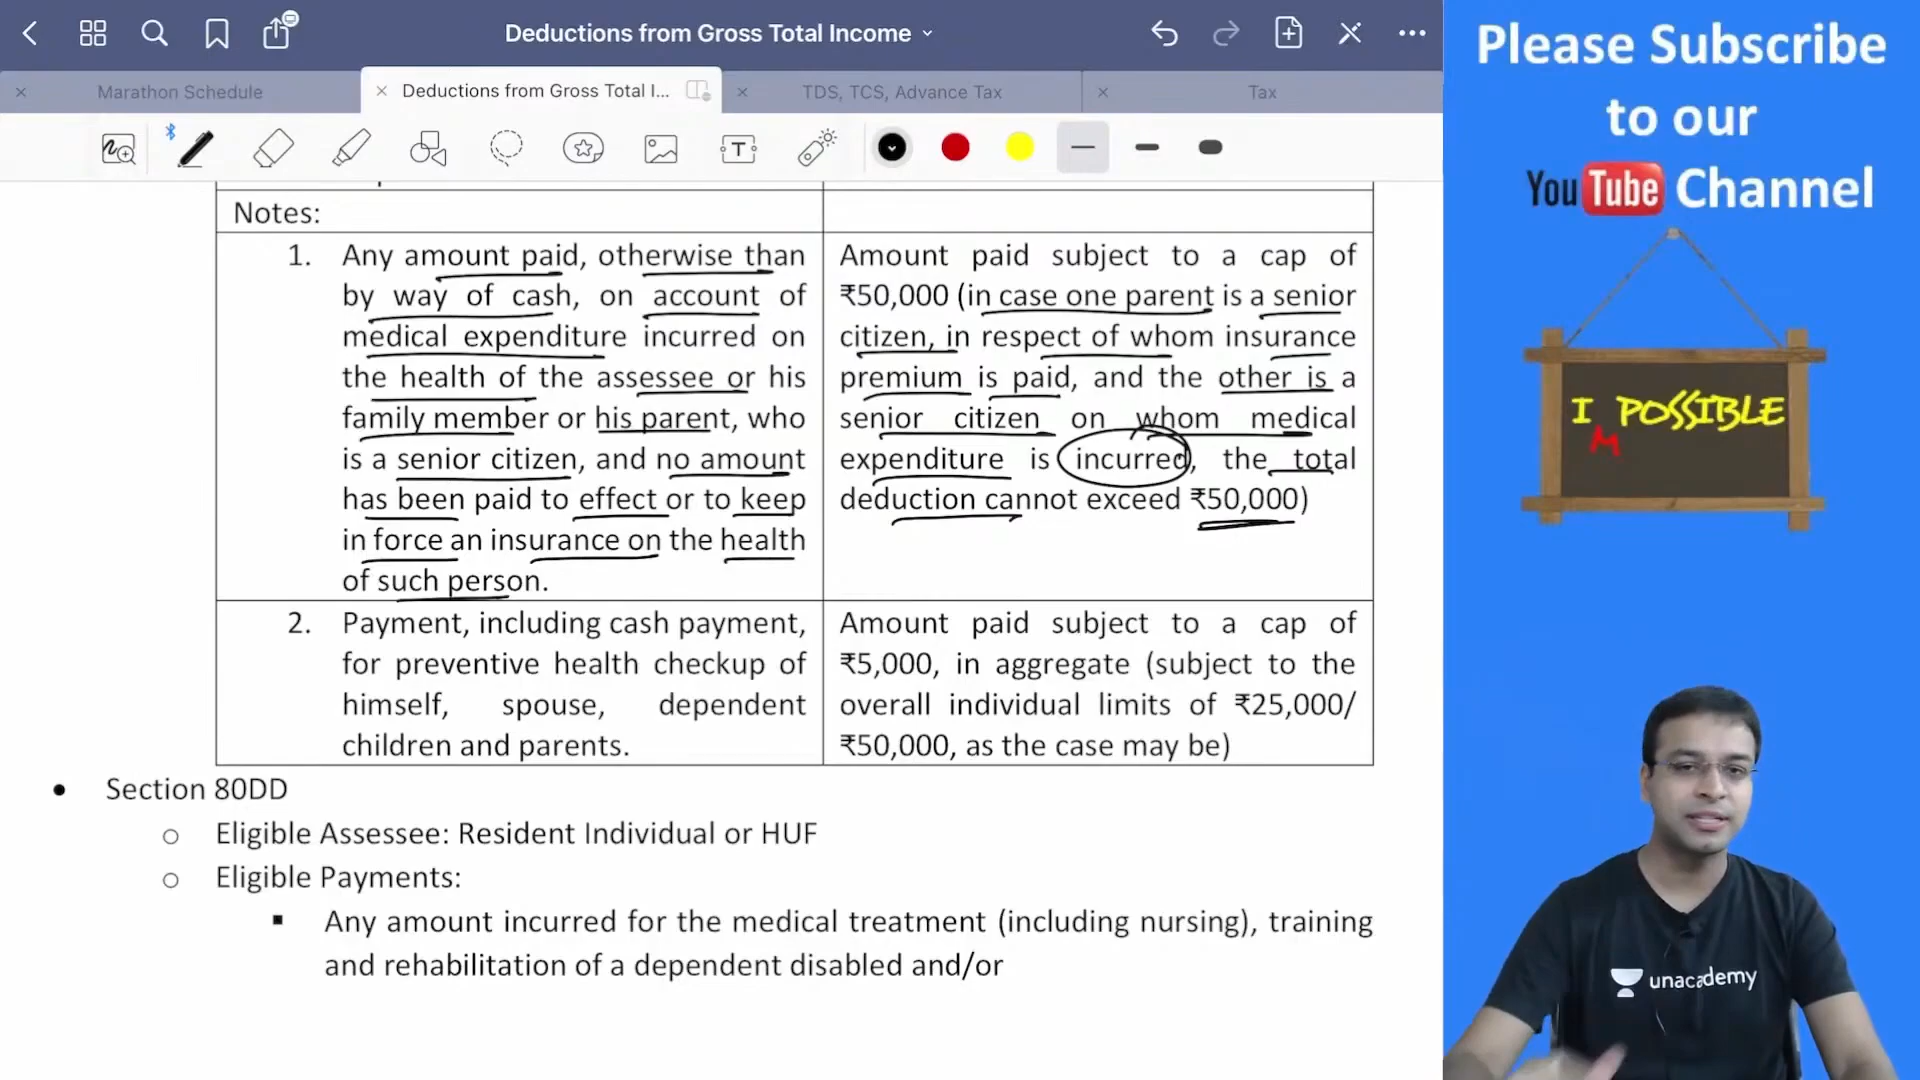 Deductions from Gross Total Income
Marathon Schedule
Deductions from Gross Total I...
TDS, TCS, Advance Tax
Tax
Notes:
1. Any amount paid, otherwise than
by way of cash, on account of
medical expenditure incurred on
the health of the assessee or his
family member or his parent, who
is a senior citizen, and no amount
has been paid to effect or to keep
in force an insurance on the health
of such person.
Amount paid subject to a cap of
₹50,000 (in case one parent is a senior
citizen, in respect of whom insurance
premium is paid, and the other is a
senior citizen on whom medical
expenditure is incurred, the total
deduction cannot exceed ₹50,000)
2. Payment, including cash payment,
for preventive health checkup of
himself, spouse, dependent
children and parents.
Amount paid subject to a cap of
₹5,000, in aggregate (subject to the
overall individual limits of ₹25,000/
₹50,000, as the case may be)
• Section 80DD
o Eligible Assessee: Resident Individual or HUF
o Eligible Payments:
▪ Any amount incurred for the medical treatment (including nursing), training
and rehabilitation of a dependent disabled and/or
Please Subscribe
to our
YouTube Channel
I POSSIBLE
M
unacademy